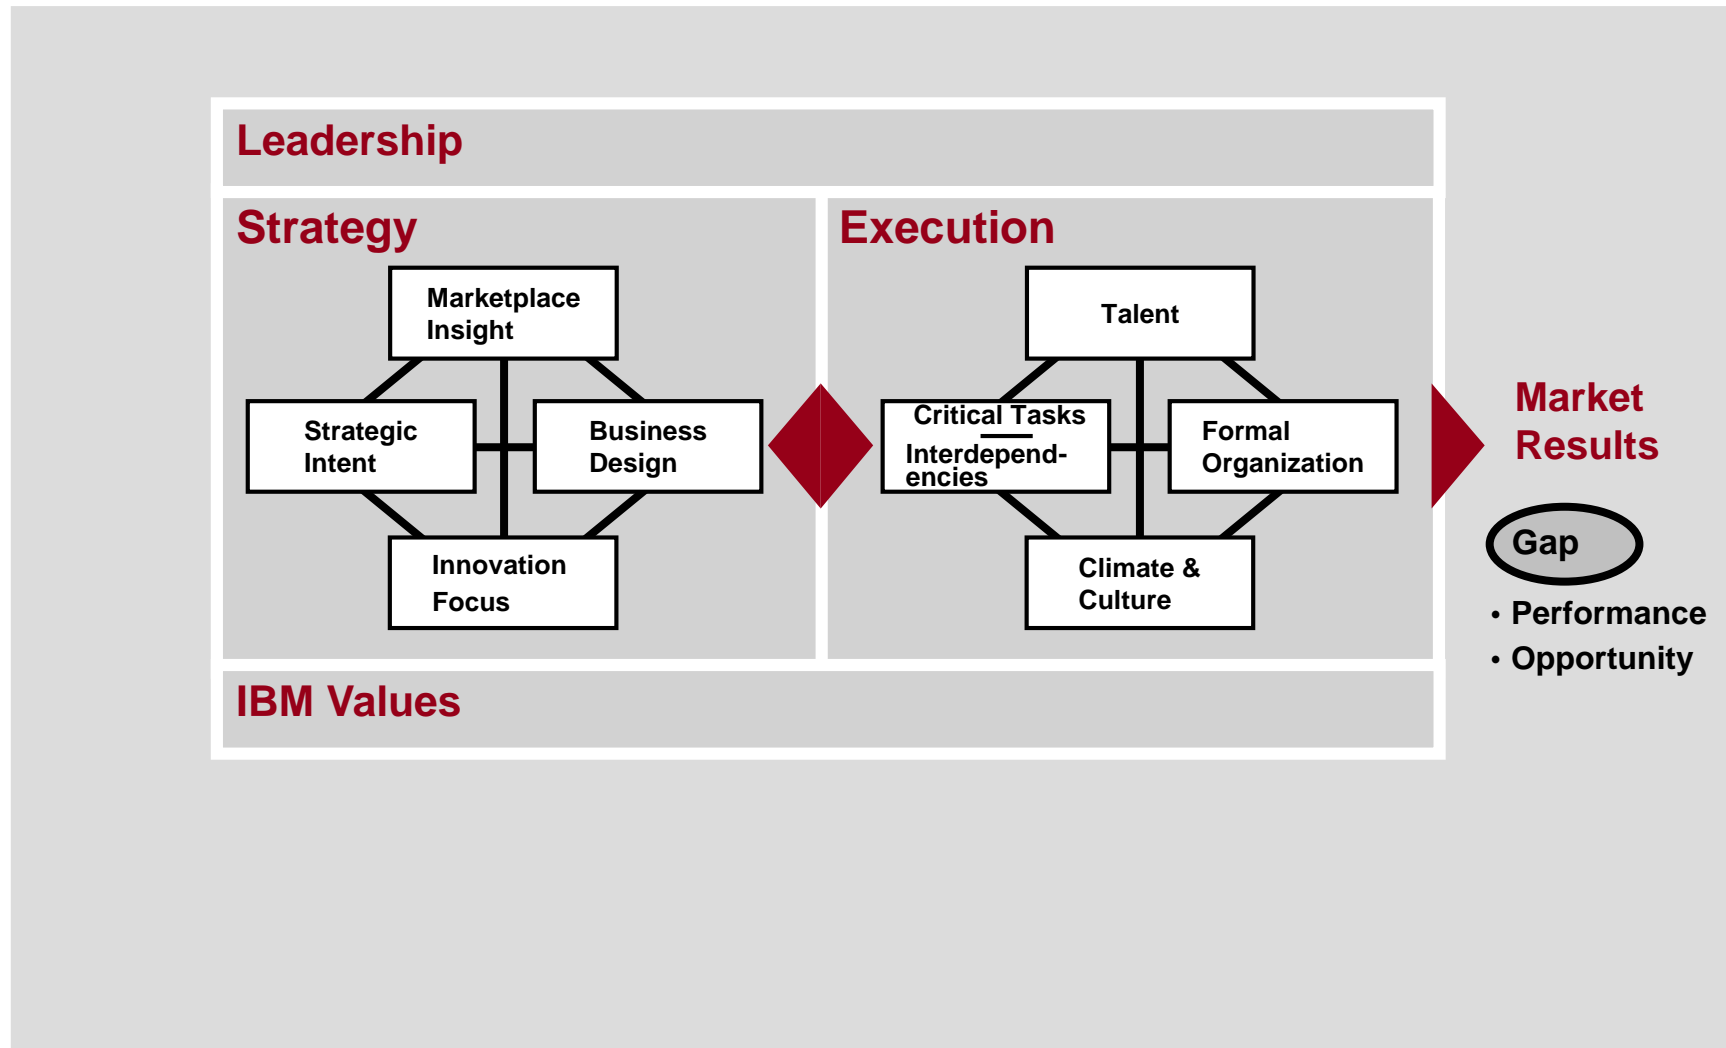 Leadership
Strategy
Marketplace
Insight
Strategic
Intent
Business
Design
Innovation
Focus
Execution
Talent
Critical Tasks
Interdepend-
encies
Formal
Organization
Climate &
Culture
Market
Results
Gap
• Performance
• Opportunity
IBM Values